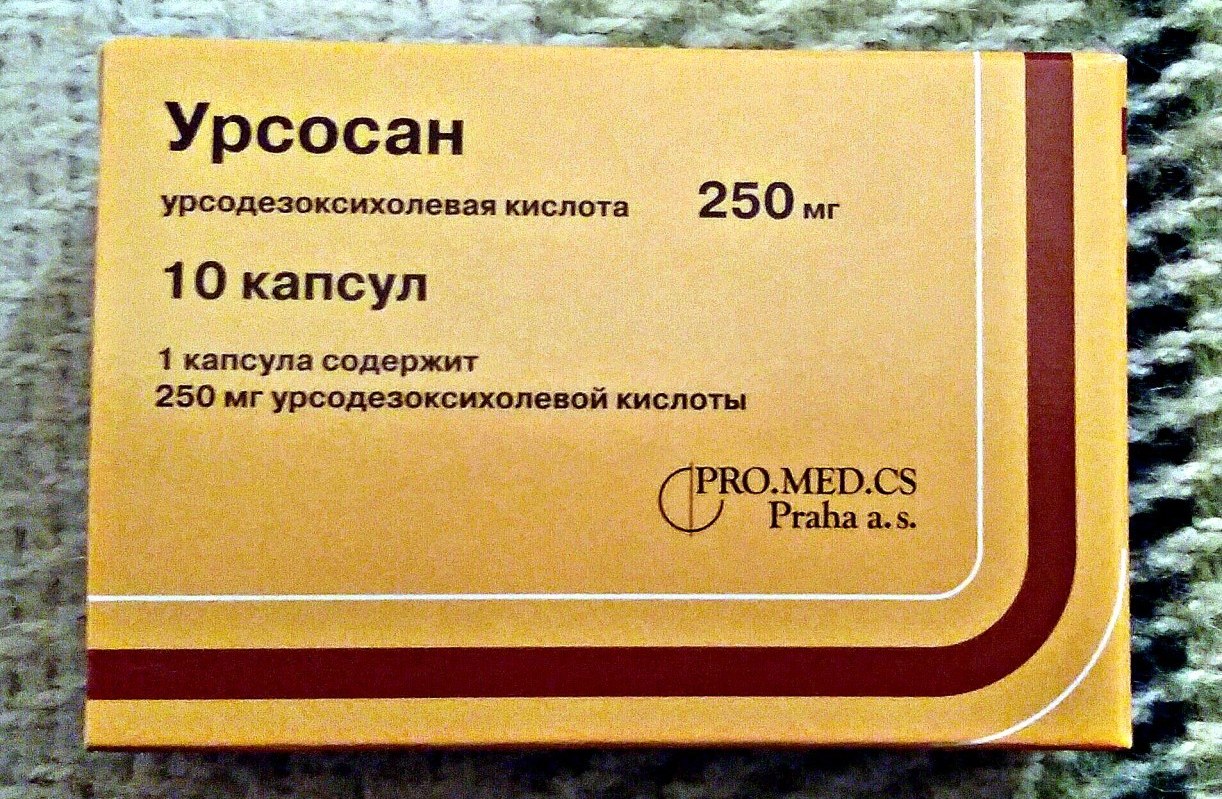 Урсосан
урсодезоксихолевая кислота 250 мг
10 капсул
1 капсула содержит
250 мг урсодезоксихолевой кислоты
PRO.MED.CS
Praha a.s.